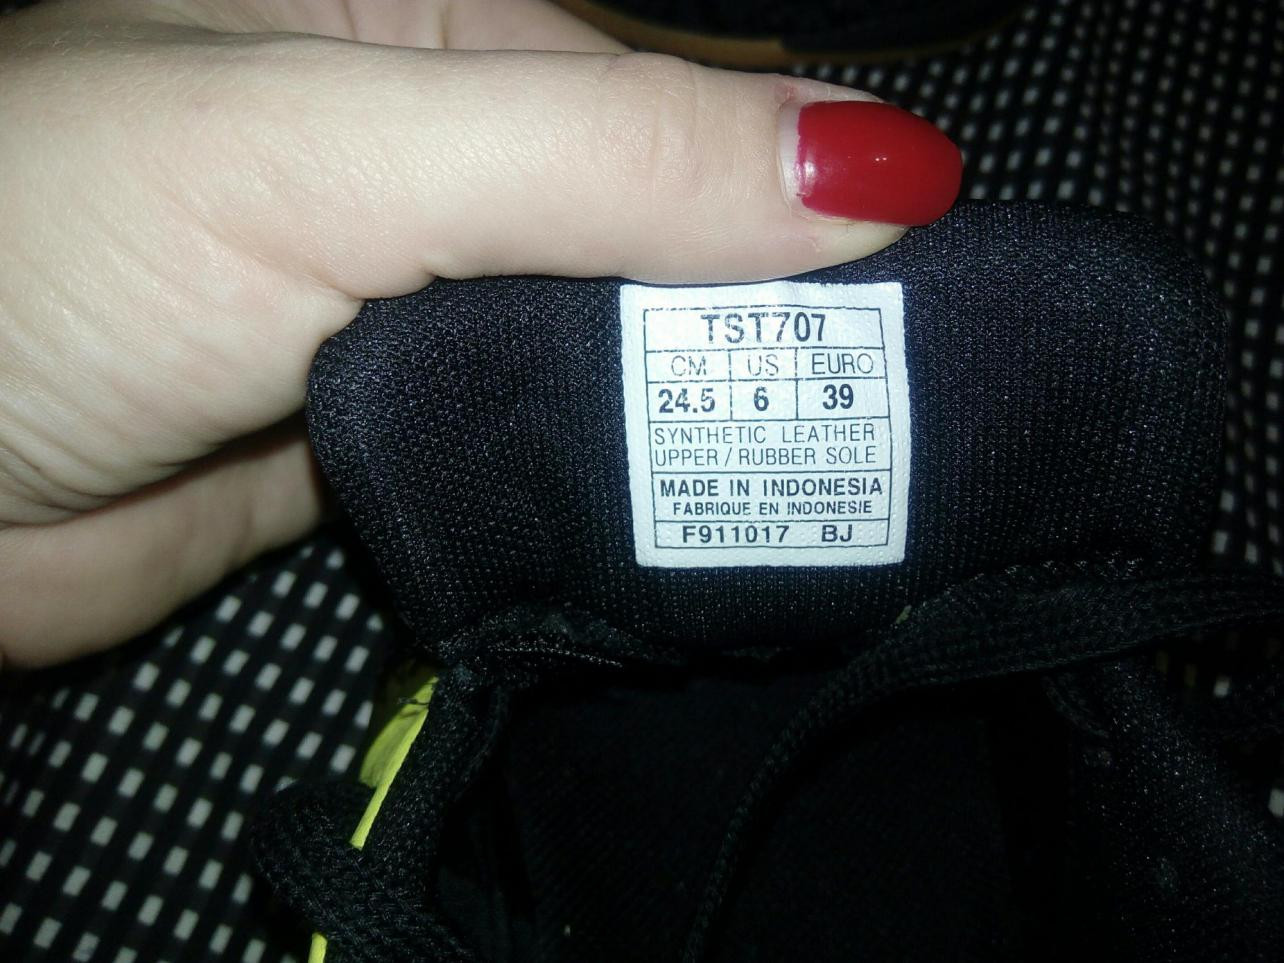 TST707
CM US EURO
24.5 6 39
SYNTHETIC LEATHER
UPPER / RUBBER SOLE
MADE IN INDONESIA
FABRIQUE EN INDONESIE
F911017 BJ